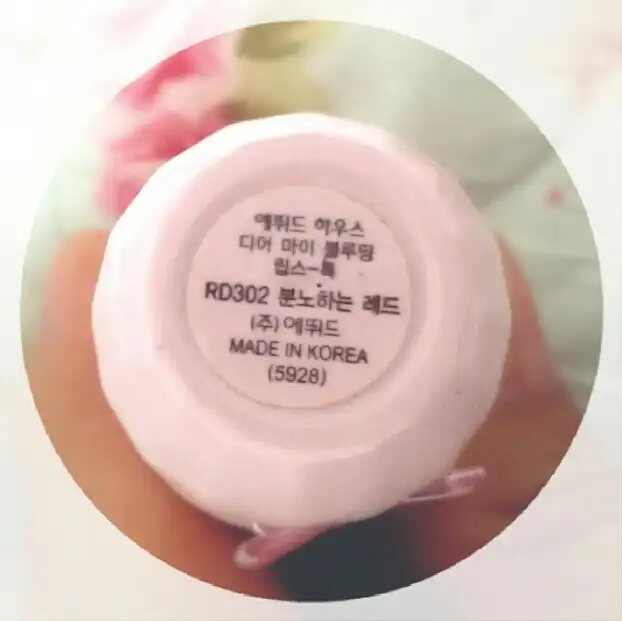 에뛰드 하우스
디어 마이 블루밍
립스-톡
RD302 분노하는 레드
(주)에뛰드
MADE IN KOREA
(5928)